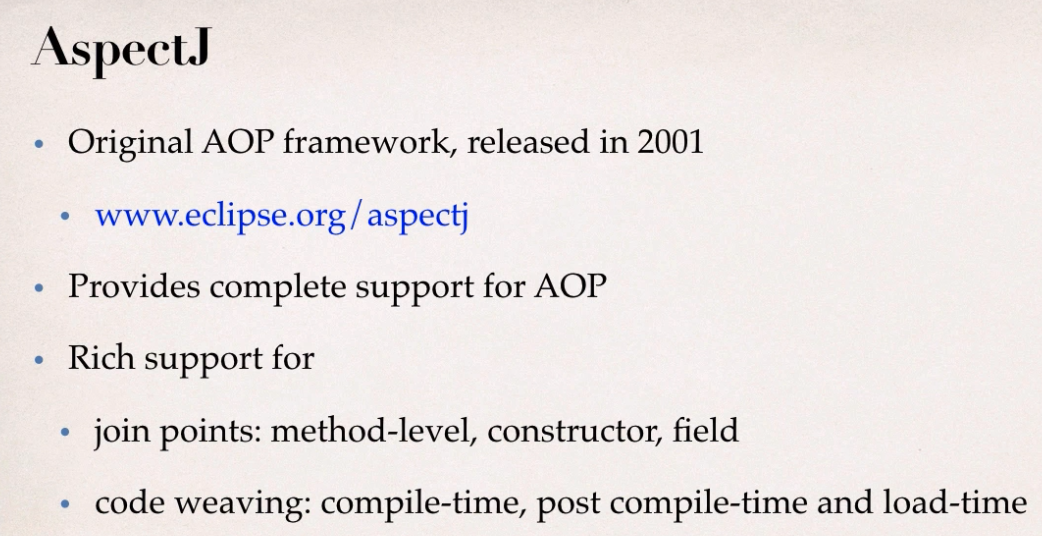 AspectJ
• Original AOP framework, released in 2001
• www.eclipse.org/aspectj
• Provides complete support for AOP
• Rich support for
• join points: method-level, constructor, field
• code weaving: compile-time, post compile-time and load-time